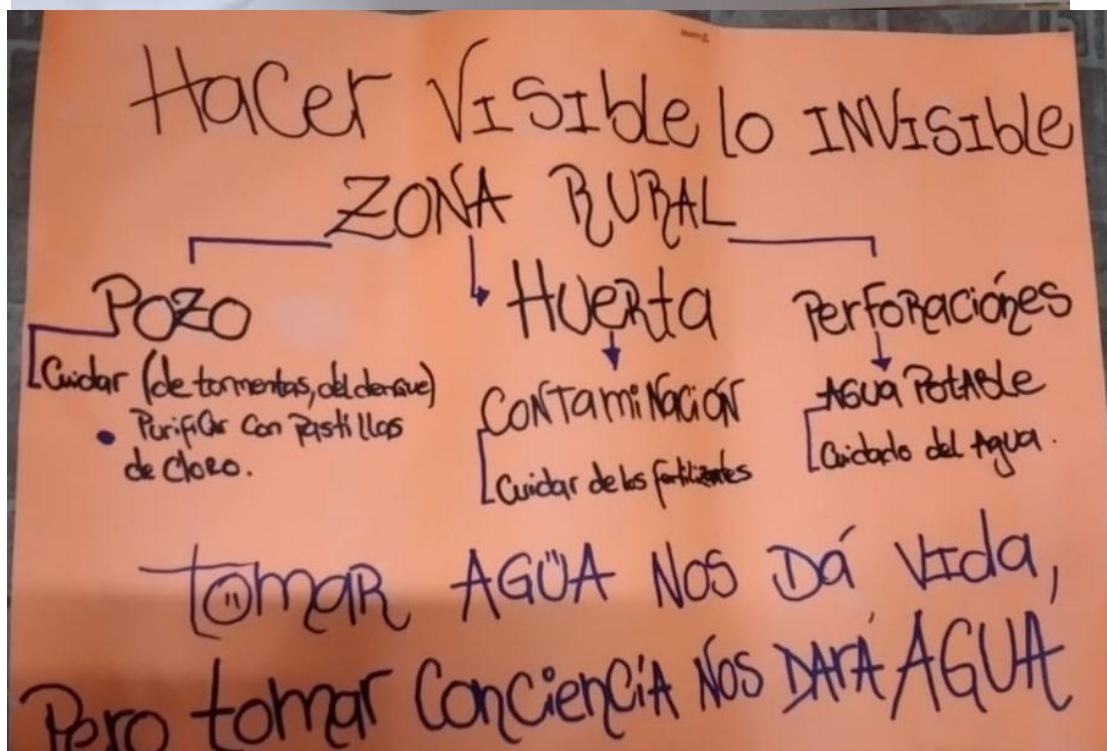 HaCer VISIble lo INVISIble
ZONA RURAL
POZO
Cuidar (de tormentas, del dengue)
• Purificar con Pastillas
de Cloro.
HUERta
CONTamiNación
Cuidar de los fertilizantes
PerfoRaciónes
AGUA PotABle
Cuidado del Agua.
tomaR AGÜA NOS DÁ VIda,
Pero tomar ConCienCiA NOS DARÁ AGUA